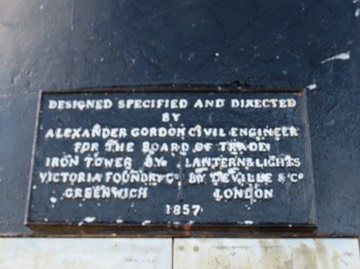 DESIGNED SPECIFIED AND DIRECTED
BY
ALEXANDER GORDON CIVIL ENGINEER
FOR THE BOARD OF TRADE
IRON TOWER BY LANTERN & LIGHTS
VICTORIA FOUNDRY Co BY DEVILLE & Co
GREENWICH LONDON
1857